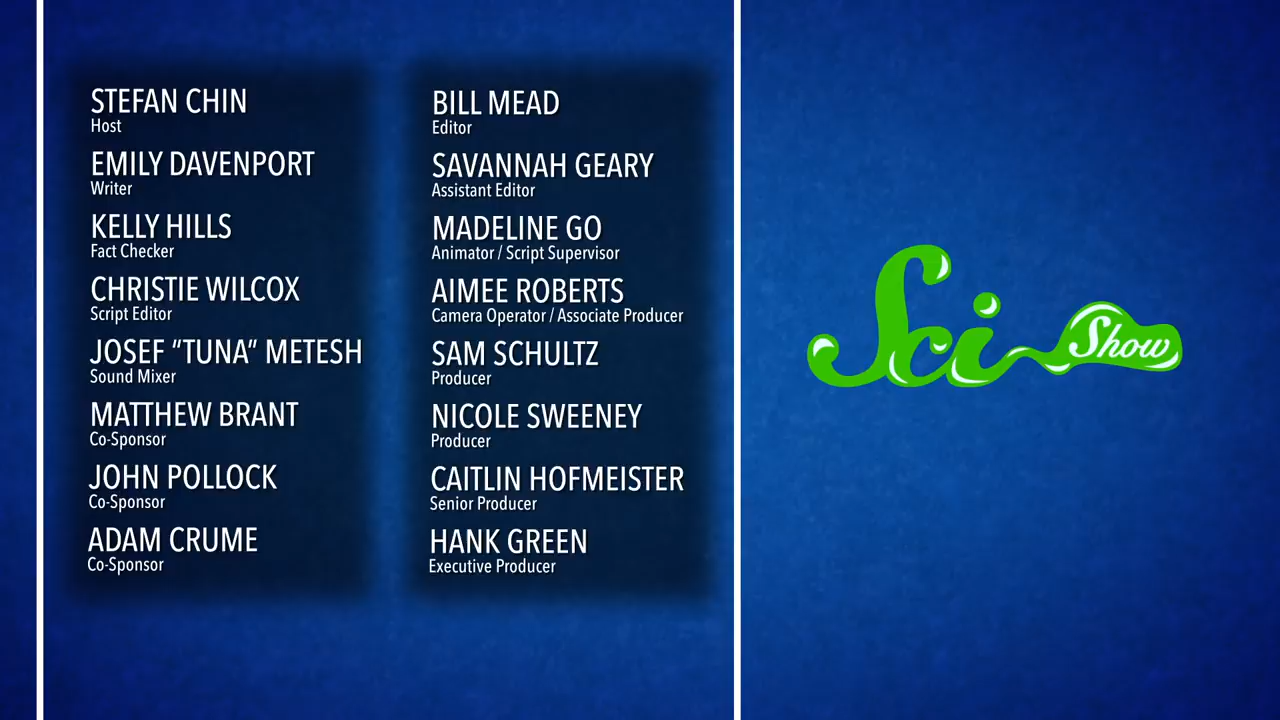 STEFAN CHIN
Host
EMILY DAVENPORT
Writer
KELLY HILLS
Fact Checker
CHRISTIE WILCOX
Script Editor
JOSEF “TUNA” METESH
Sound Mixer
MATTHEW BRANT
Co-Sponsor
JOHN POLLOCK
Co-Sponsor
ADAM CRUME
Co-Sponsor
BILL MEAD
Editor
SAVANNAH GEARY
Assistant Editor
MADELINE GO
Animator / Script Supervisor
AIMEE ROBERTS
Camera Operator / Associate Producer
SAM SCHULTZ
Producer
NICOLE SWEENEY
Producer
CAITLIN HOFMEISTER
Senior Producer
HANK GREEN
Executive Producer
Sci Show